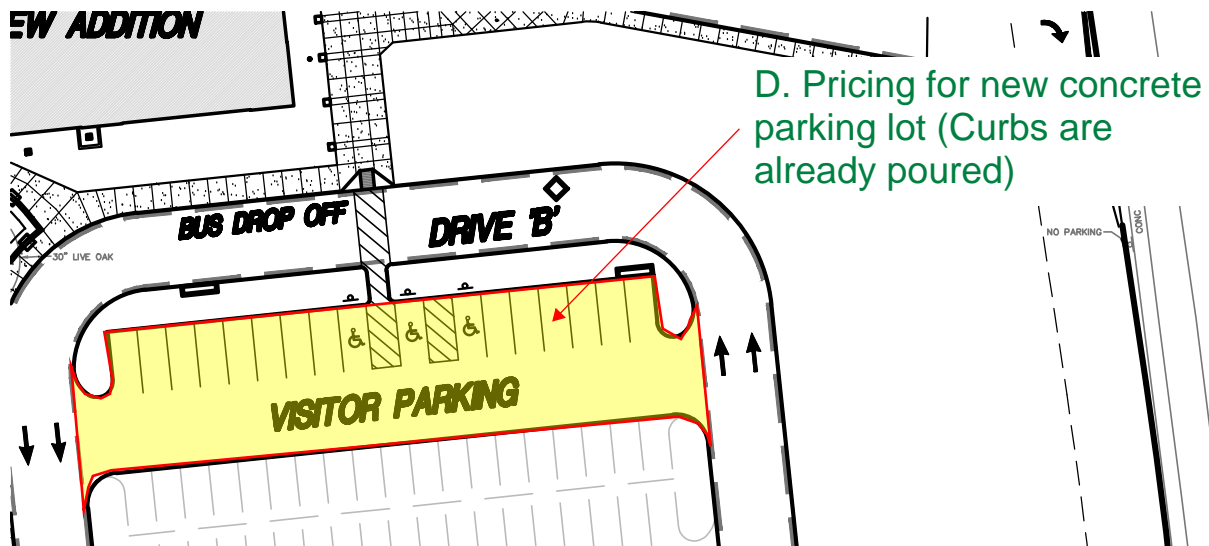 EW ADDITION
D. Pricing for new concrete
parking lot (Curbs are
already poured)
BUS DROP OFF
DRIVE 'B'
NO PARKING
CONC
30" LIVE OAK
VISITOR PARKING